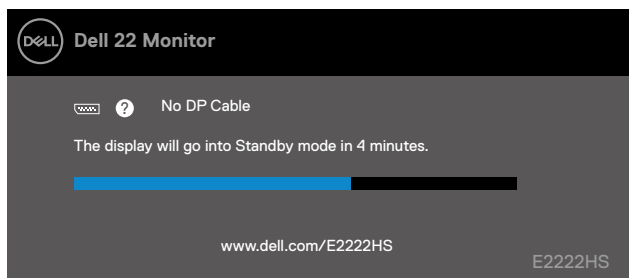 DELL Dell 22 Monitor
? No DP Cable
The display will go into Standby mode in 4 minutes.
www.dell.com/E2222HS
E2222HS